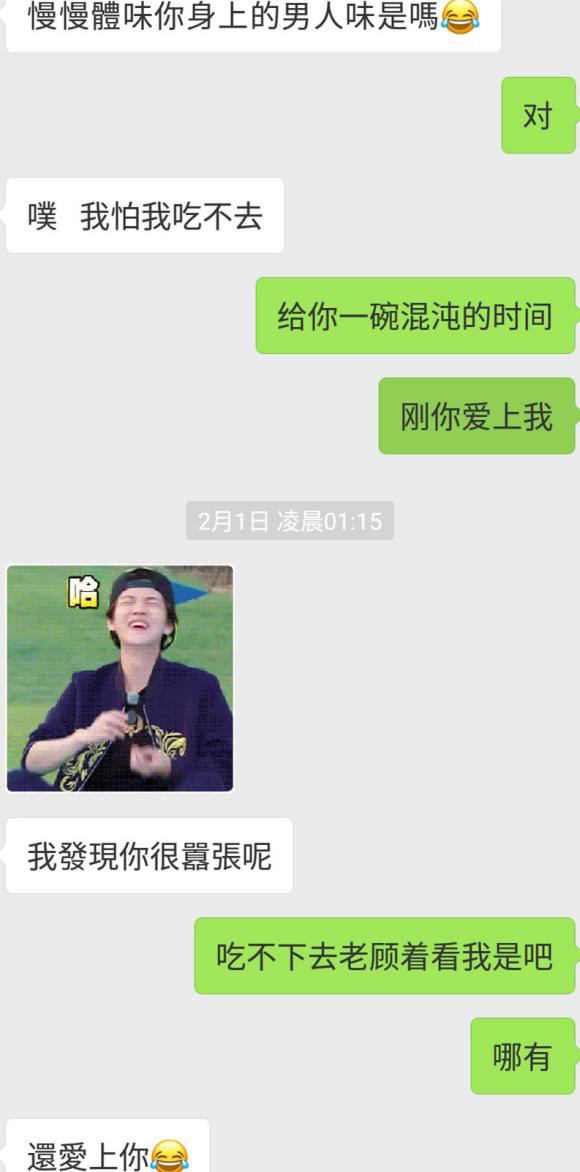 慢慢體味你身上的男人味是嗎😂
对
噗 我怕我吃不去
给你一碗混沌的时间
刚你爱上我
2月1日 凌晨01:15
哈
我發現你很囂張呢
吃不下去老顾着看我是吧
哪有
還愛上你😂